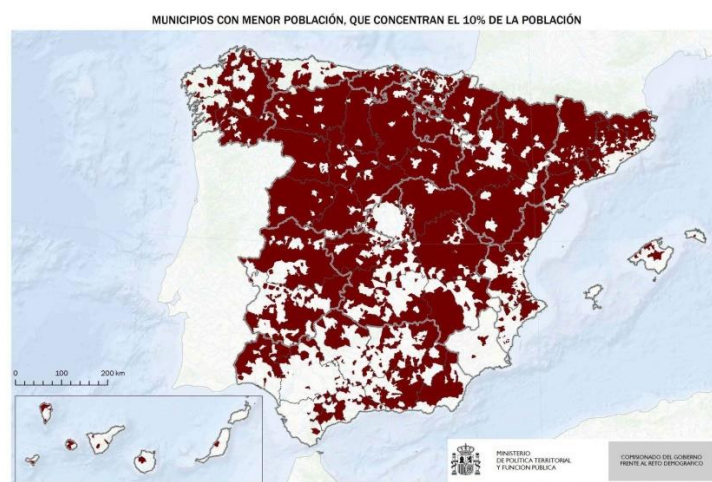 MUNICIPIOS CON MENOR POBLACIÓN, QUE CONCENTRAN EL 10% DE LA POBLACIÓN
0 100 200 km
MINISTERIO
DE POLÍTICA TERRITORIAL
Y FUNCIÓN PÚBLICA
COMISIONADO DEL GOBIERNO
FRENTE AL RETO DEMOGRÁFICO